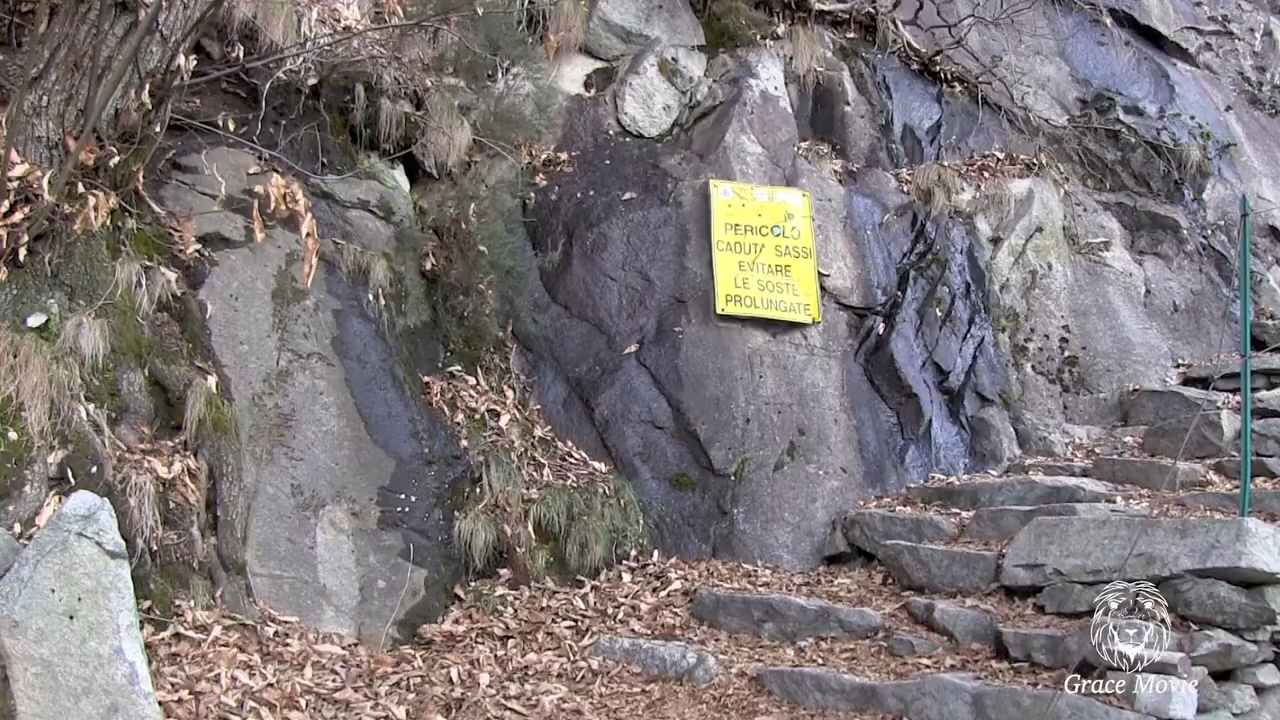 PERICOLO
CADUTA SASSI
EVITARE
LE SOSTE
PROLUNGATE
Grace Movie